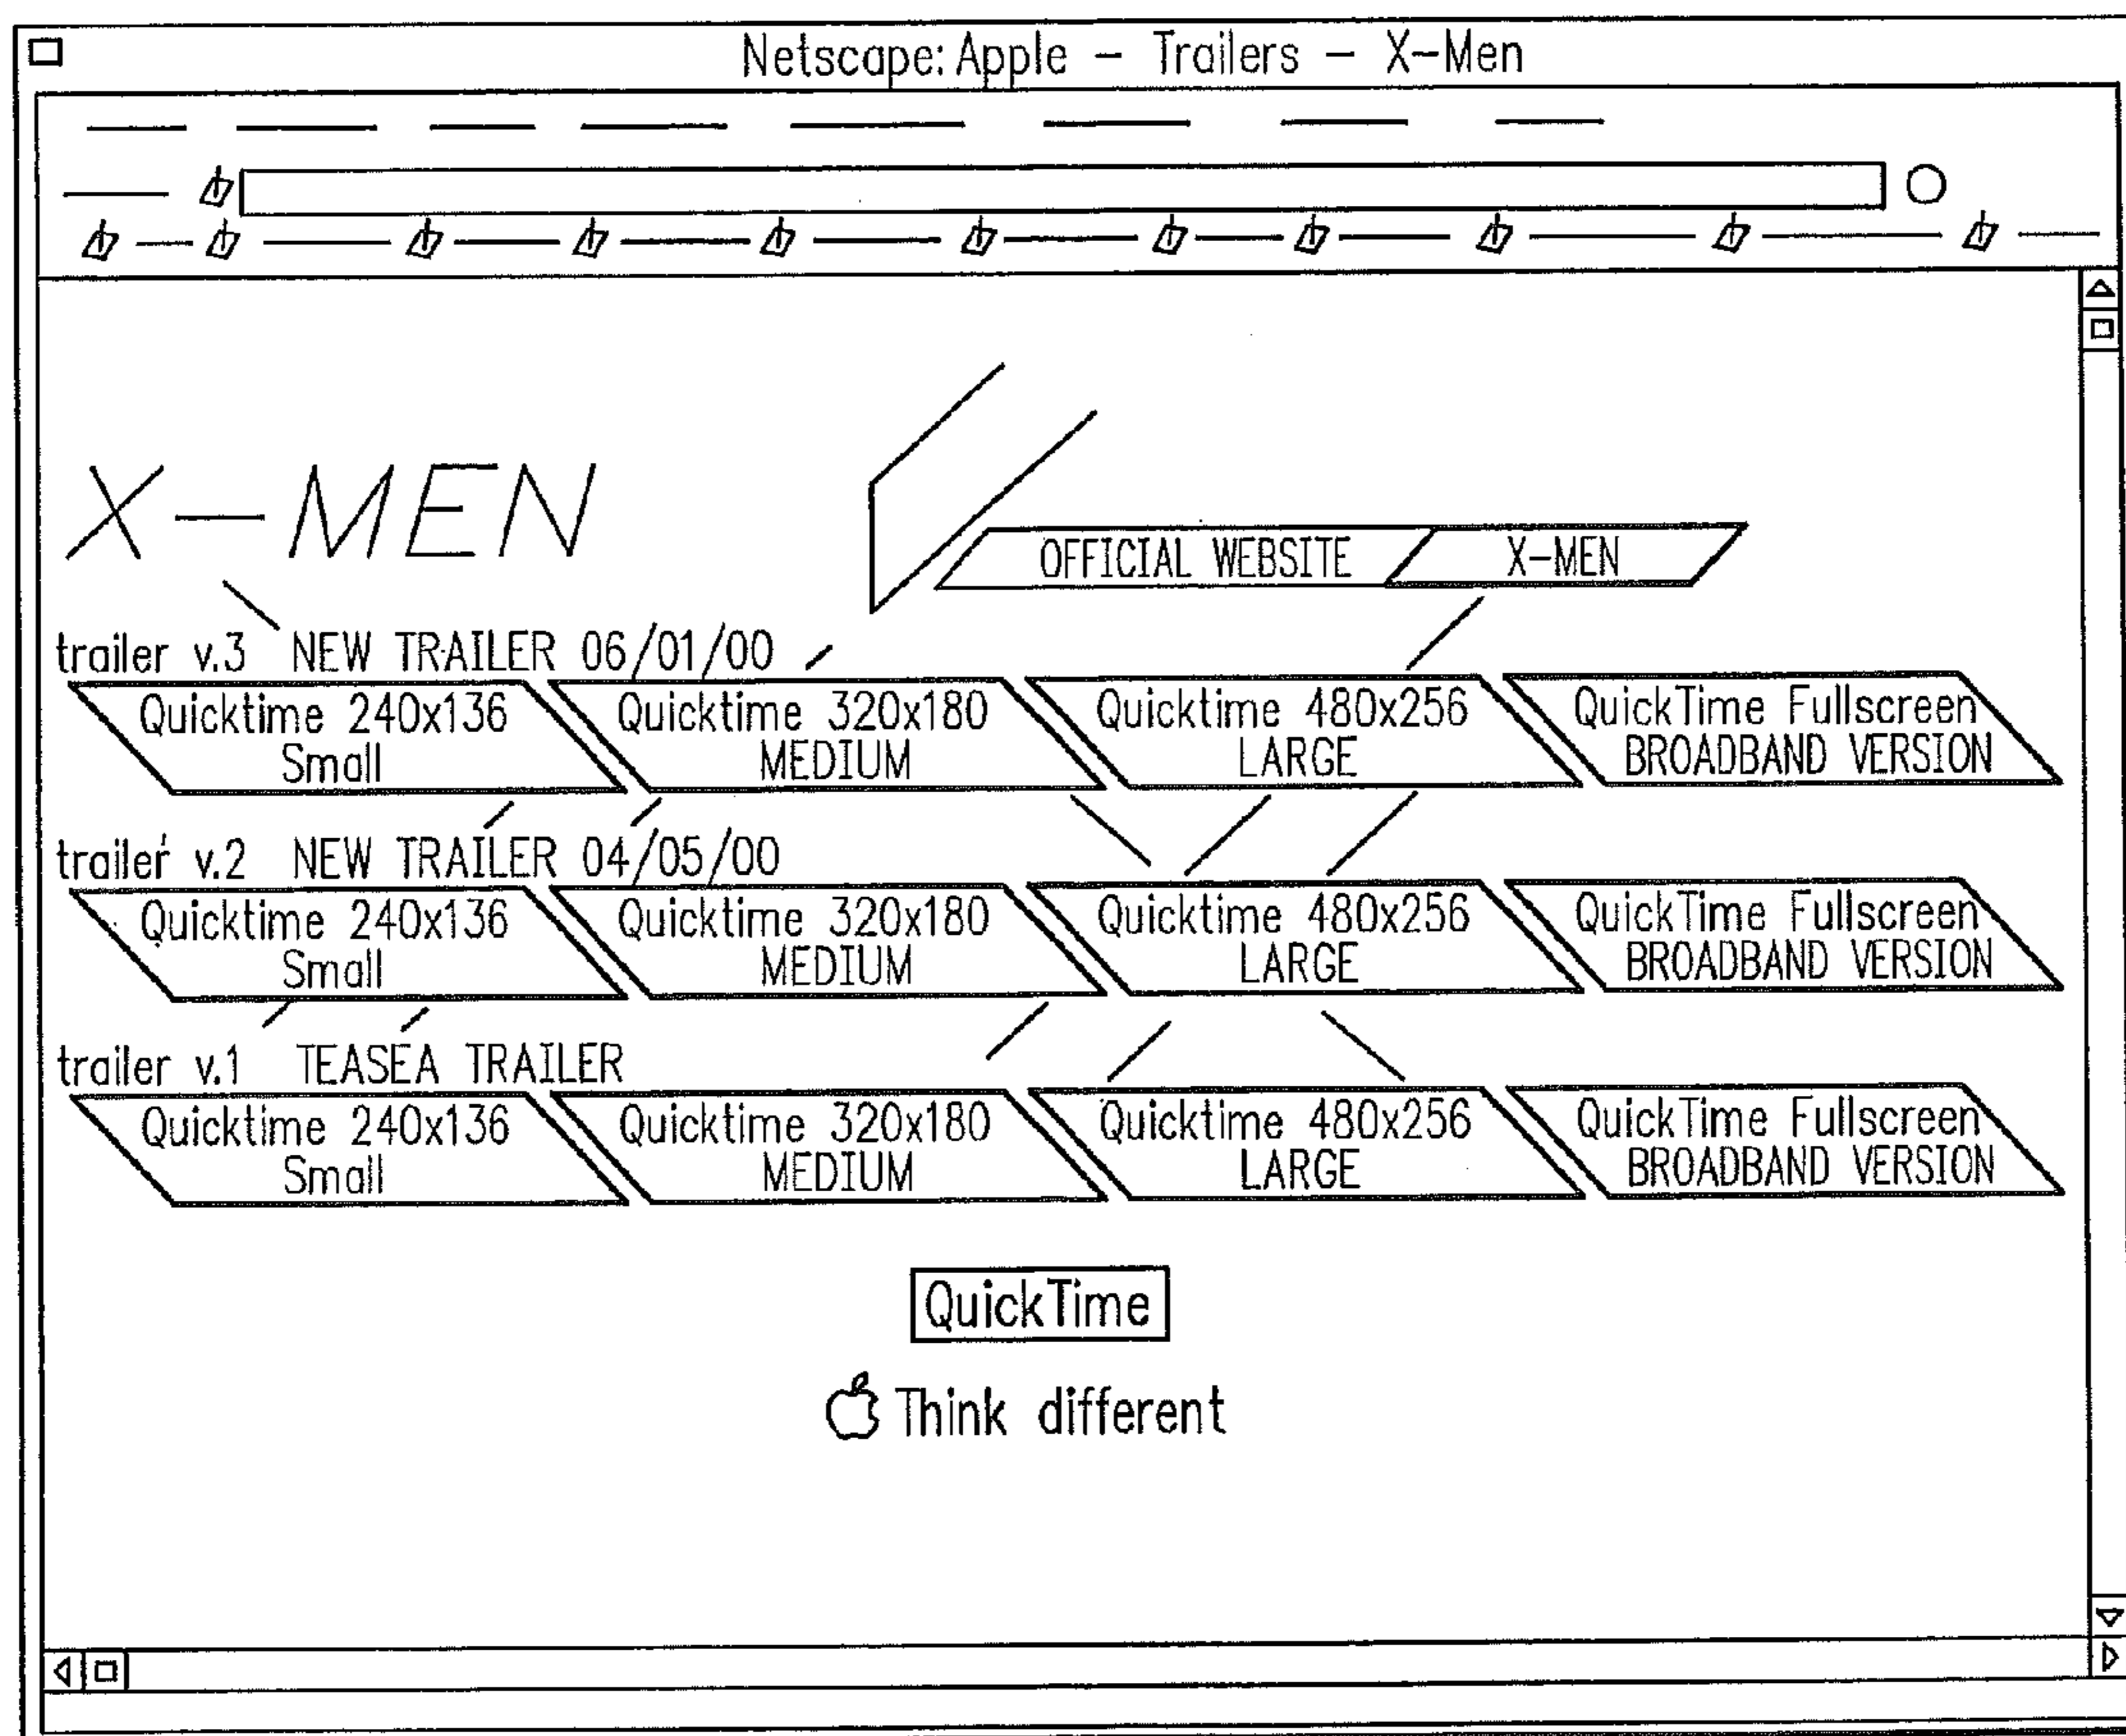 Netscape: Apple – Trailers – X-Men
X-MEN
OFFICIAL WEBSITE X-MEN
trailer v.3 NEW TRAILER 06/01/00
Quicktime 240x136 Quicktime 320x180 Quicktime 480x256 QuickTime Fullscreen
Small MEDIUM LARGE BROADBAND VERSION
trailer v.2 NEW TRAILER 04/05/00
Quicktime 240x136 Quicktime 320x180 Quicktime 480x256 QuickTime Fullscreen
Small MEDIUM LARGE BROADBAND VERSION
trailer v.1 TEASEA TRAILER
Quicktime 240x136 Quicktime 320x180 Quicktime 480x256 QuickTime Fullscreen
Small MEDIUM LARGE BROADBAND VERSION
QuickTime
Think different